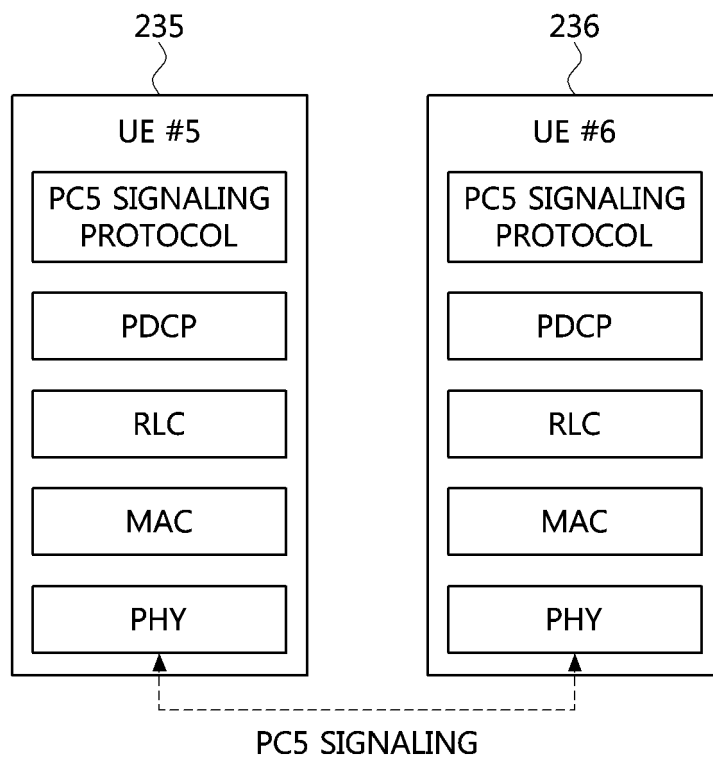 235
236
UE #5
UE #6
PC5 SIGNALING
PROTOCOL
PC5 SIGNALING
PROTOCOL
PDCP
PDCP
RLC
RLC
MAC
MAC
PHY
PHY
PC5 SIGNALING